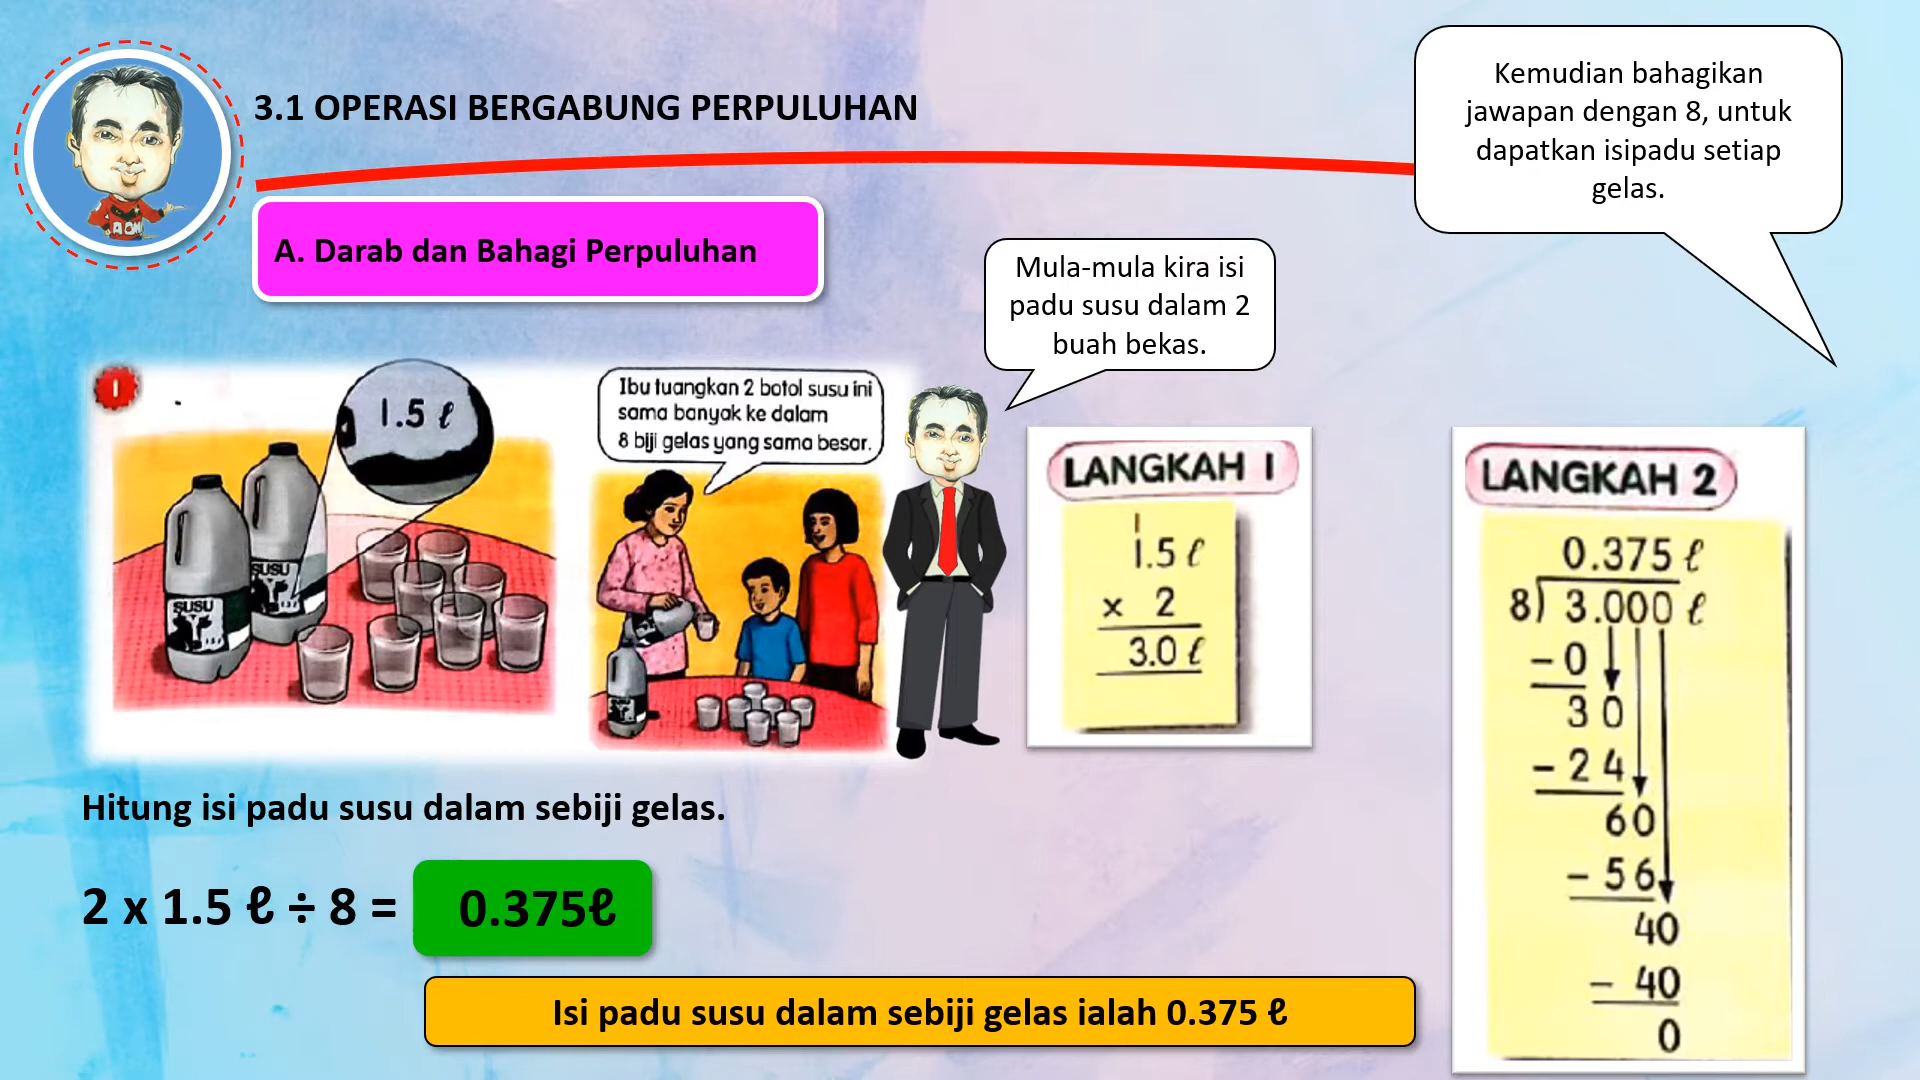 3.1 OPERASI BERGABUNG PERPULUHAN
A. Darab dan Bahagi Perpuluhan
Kemudian bahagikan
jawapan dengan 8, untuk
dapatkan isipadu setiap
gelas.
Mula-mula kira isi
padu susu dalam 2
buah bekas.
1
1.5 ℓ
SUSU
SUSU
Ibu tuangkan 2 botol susu ini
sama banyak ke dalam
8 biji gelas yang sama besar.
LANGKAH 1
1
1.5 ℓ
x 2
3.0 ℓ
LANGKAH 2
0.375 ℓ
8) 3.000 ℓ
- 0
3 0
- 2 4
60
- 56
40
- 40
0
Hitung isi padu susu dalam sebiji gelas.
2 x 1.5 ℓ ÷ 8 = 0.375ℓ
Isi padu susu dalam sebiji gelas ialah 0.375 ℓ